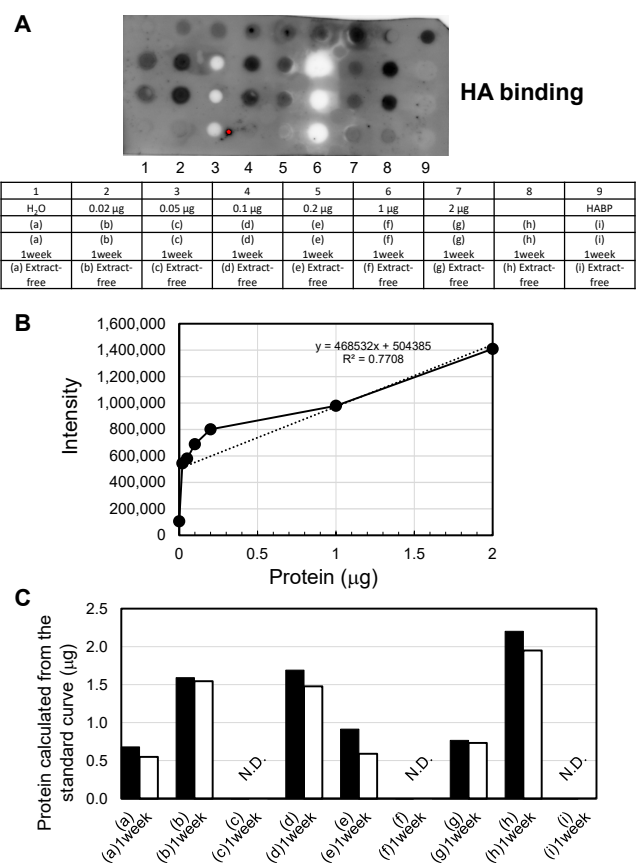 A
HA binding
1 2 3 4 5 6 7 8 9
1 2 3 4 5 6 7 8 9
H₂O 0.02 µg 0.05 µg 0.1 µg 0.2 µg 1 µg 2 µg HABP
(a) (b) (c) (d) (e) (f) (g) (h) (i)
(a) (b) (c) (d) (e) (f) (g) (h) (i)
1week 1week 1week 1week 1week 1week 1week 1week 1week
(a) Extract- (b) Extract- (c) Extract- (d) Extract- (e) Extract- (f) Extract- (g) Extract- (h) Extract- (i) Extract-
free free free free free free free free free
B
1,600,000
1,400,000
1,200,000
1,000,000
800,000
600,000
400,000
200,000
0
Intensity
y = 468532x + 504385
R² = 0.7708
0 0.5 1 1.5 2
Protein (µg)
C
2.5
2.0
1.5
1.0
0.5
0.0
Protein calculated from the
standard curve (µg)
N.D. N.D. N.D.
(a) (b) (c) (d) (e) (f) (g) (h) (i)
(a)1week (b)1week (c)1week (d)1week (e)1week (f)1week (g)1week (h)1week (i)1week